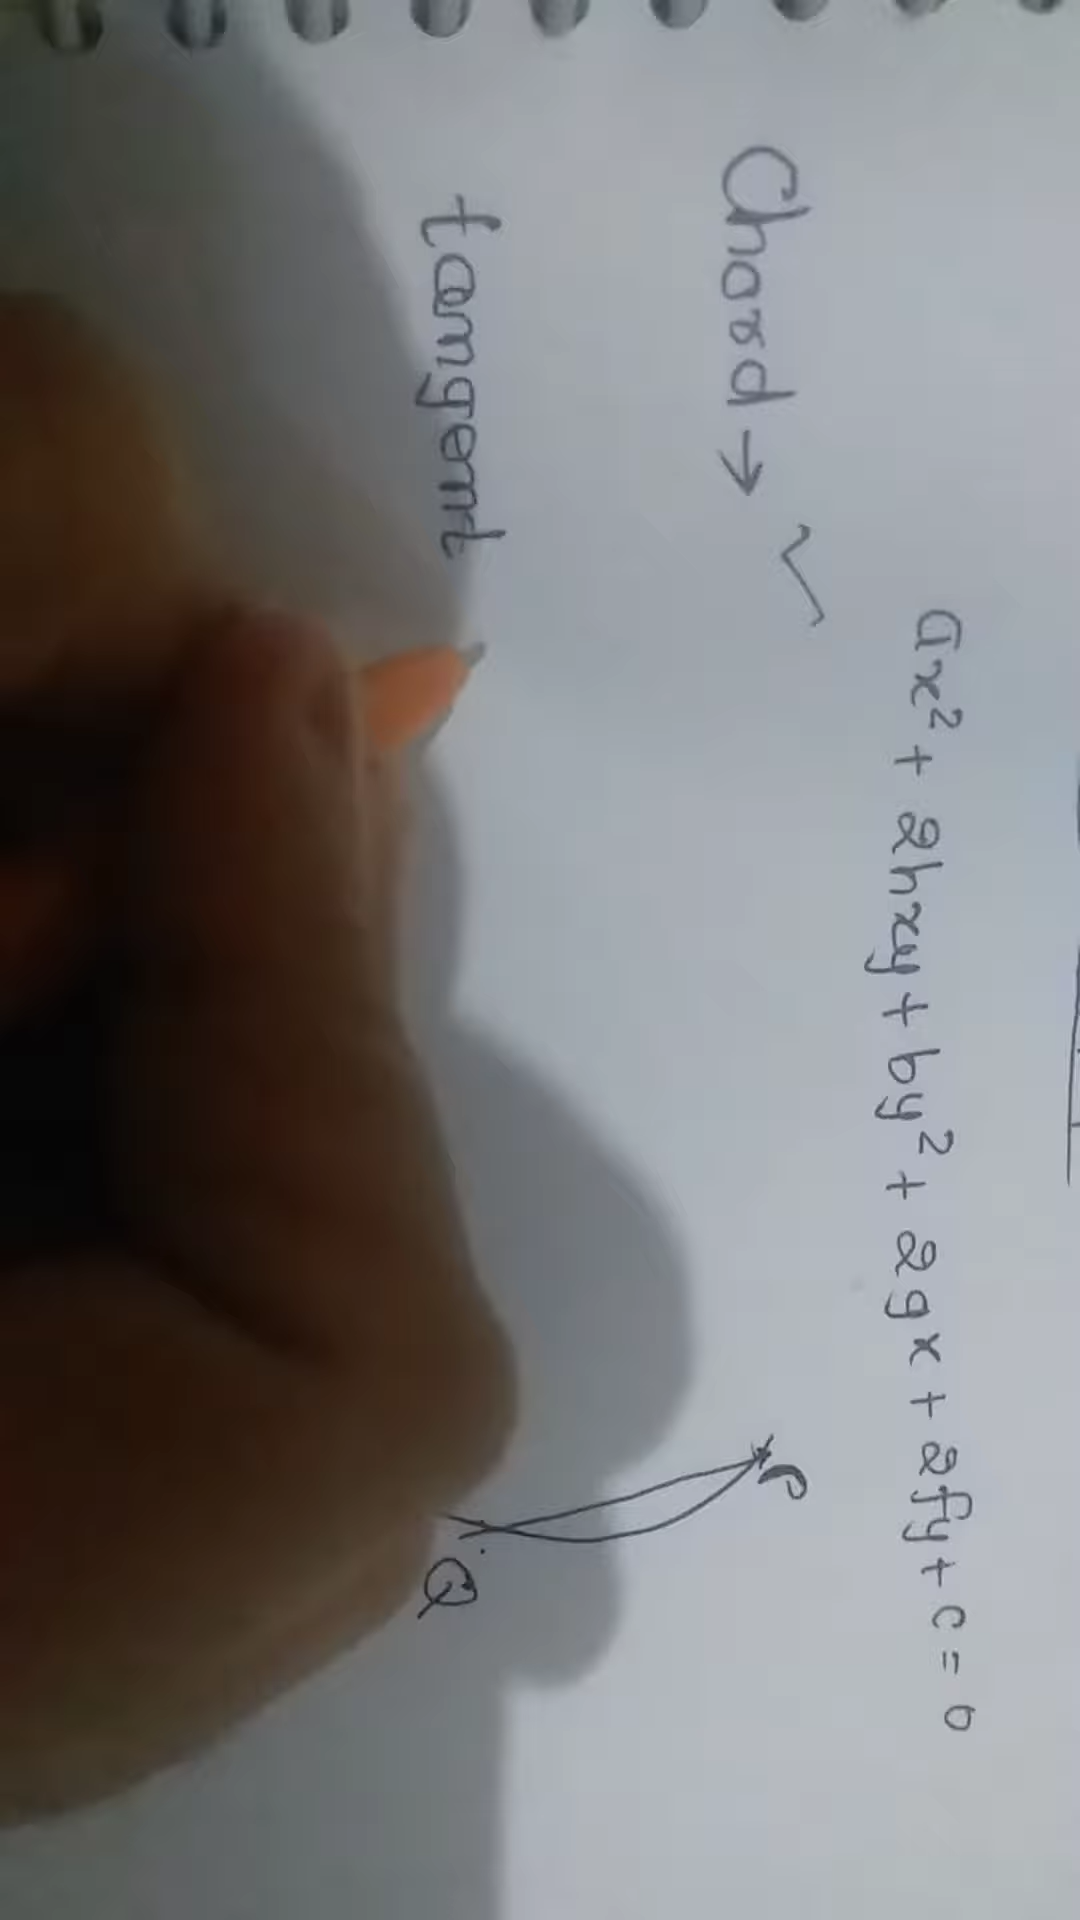 ax² + 2hxy + by² + 2gx + 2fy + c = 0
Chord → ✓
P
tangent
Q